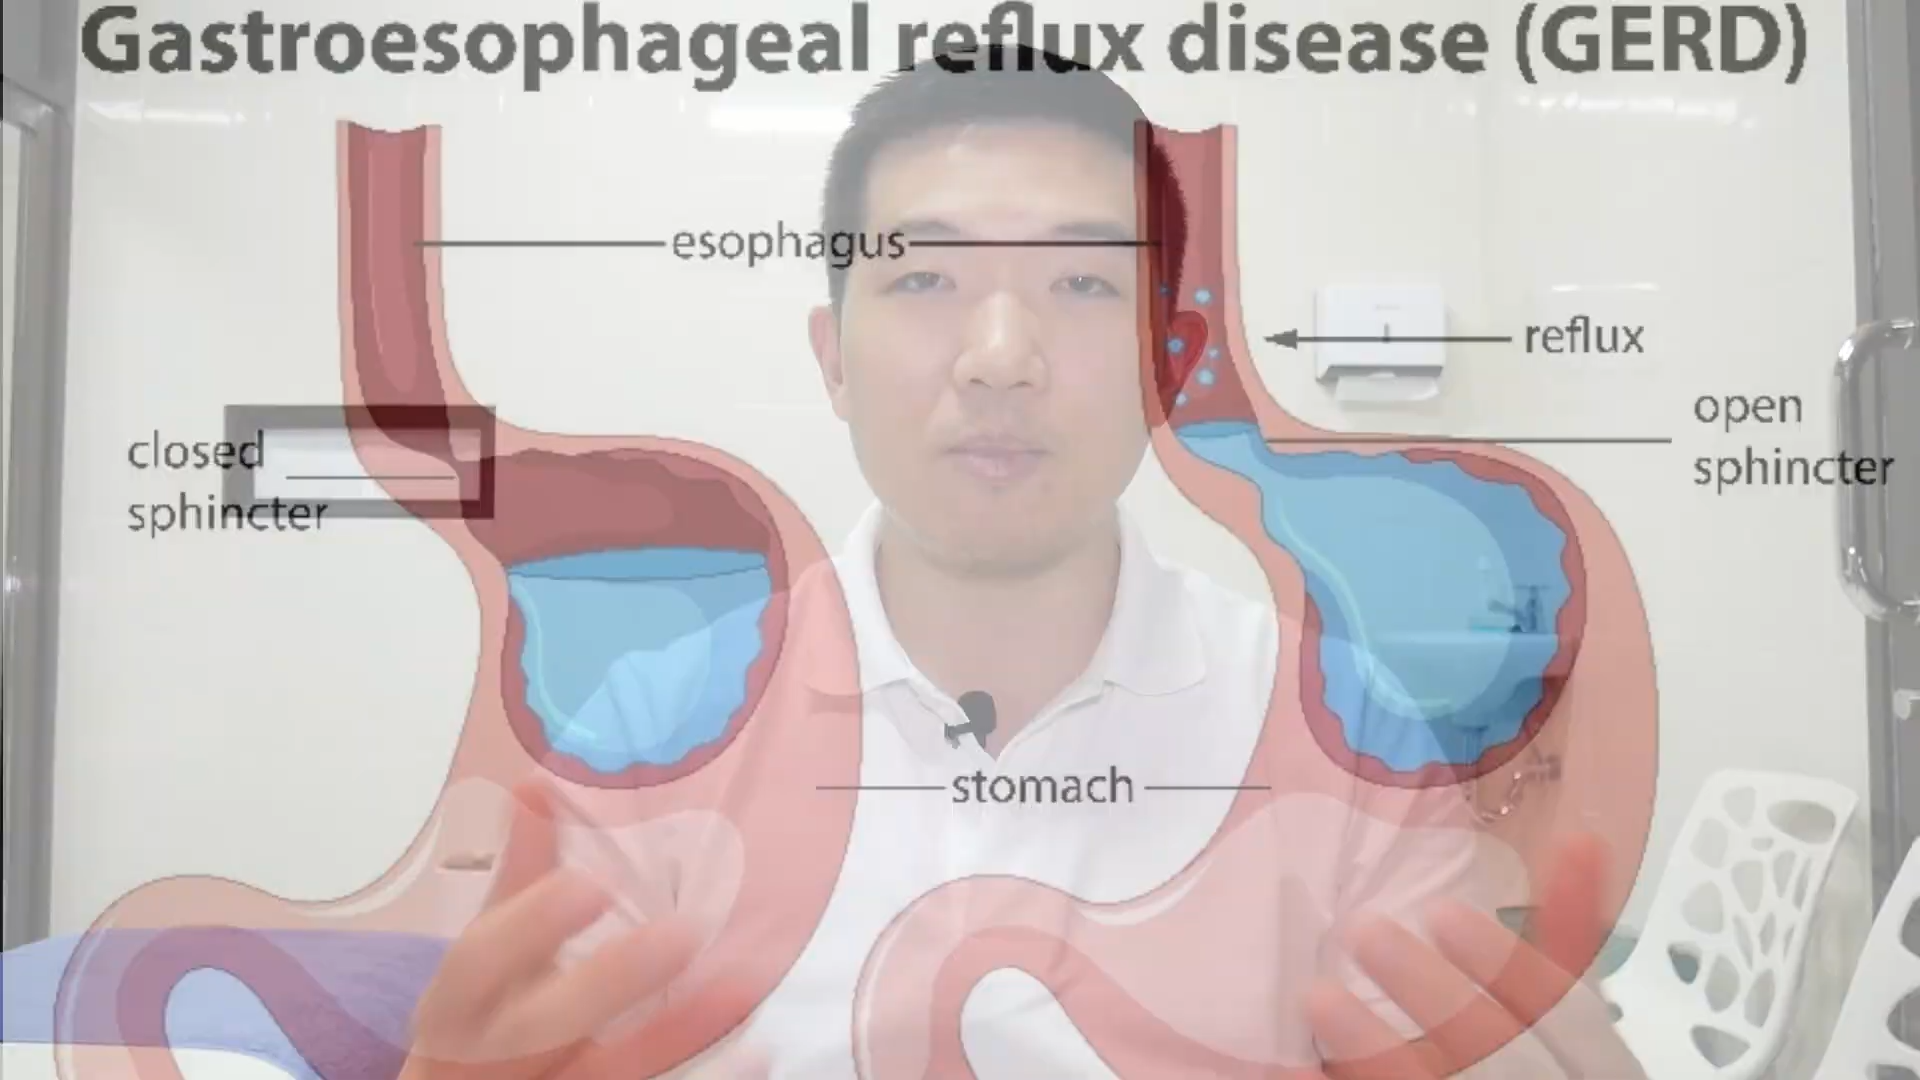 Gastroesophageal reflux disease (GERD)
esophagus
reflux
open
sphincter
closed
sphincter
stomach